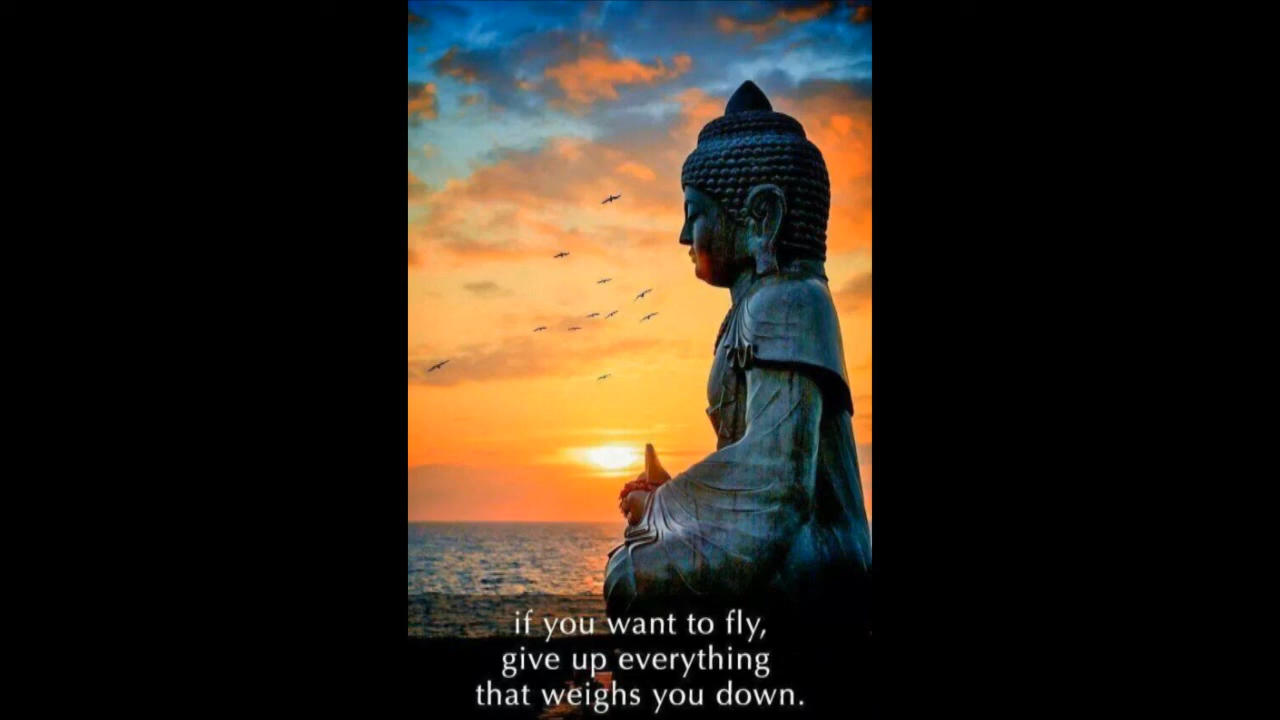 if you want to fly,
give up everything
that weighs you down.